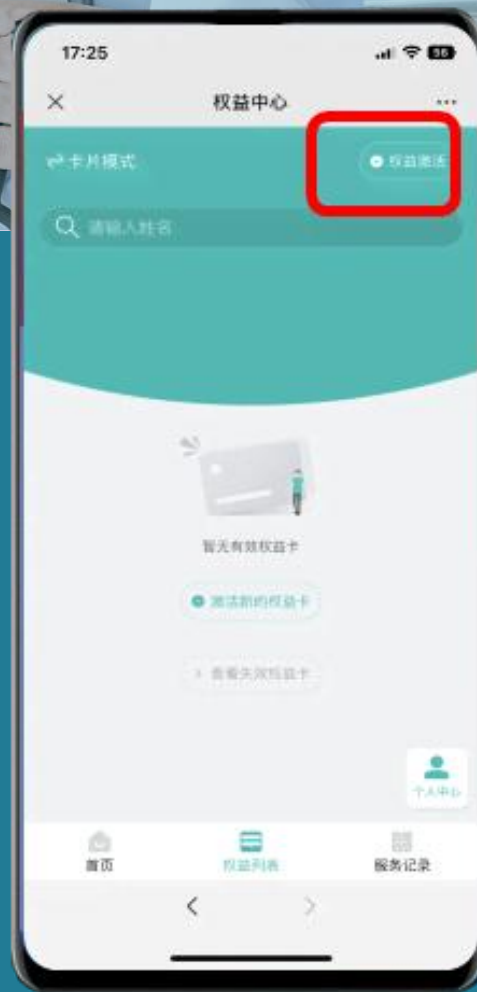 17:25
56
权益中心
卡片模式
权益激活
请输入姓名
暂无有效权益卡
激活新的权益卡
查看失效权益卡
个人中心
首页
权益列表
服务记录